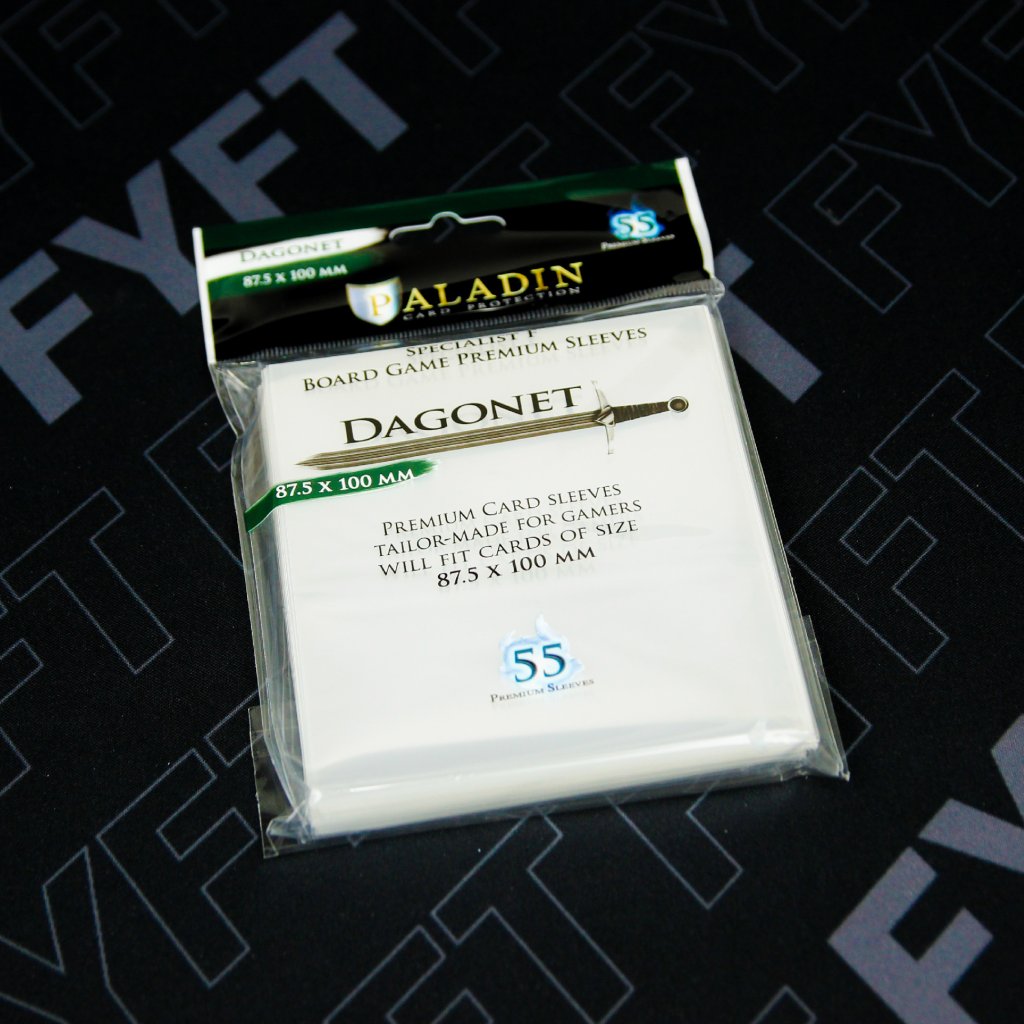 FYFT
FYFT
DAGONET
87.5 X 100 MM
55
PREMIUM SLEEVES
PALADIN
CARD PROTECTION
SPECIALIST F
BOARD GAME PREMIUM SLEEVES
DAGONET
87.5 X 100 MM
PREMIUM CARD SLEEVES
TAILOR-MADE FOR GAMERS
WILL FIT CARDS OF SIZE
87.5 X 100 MM
55
PREMIUM SLEEVES